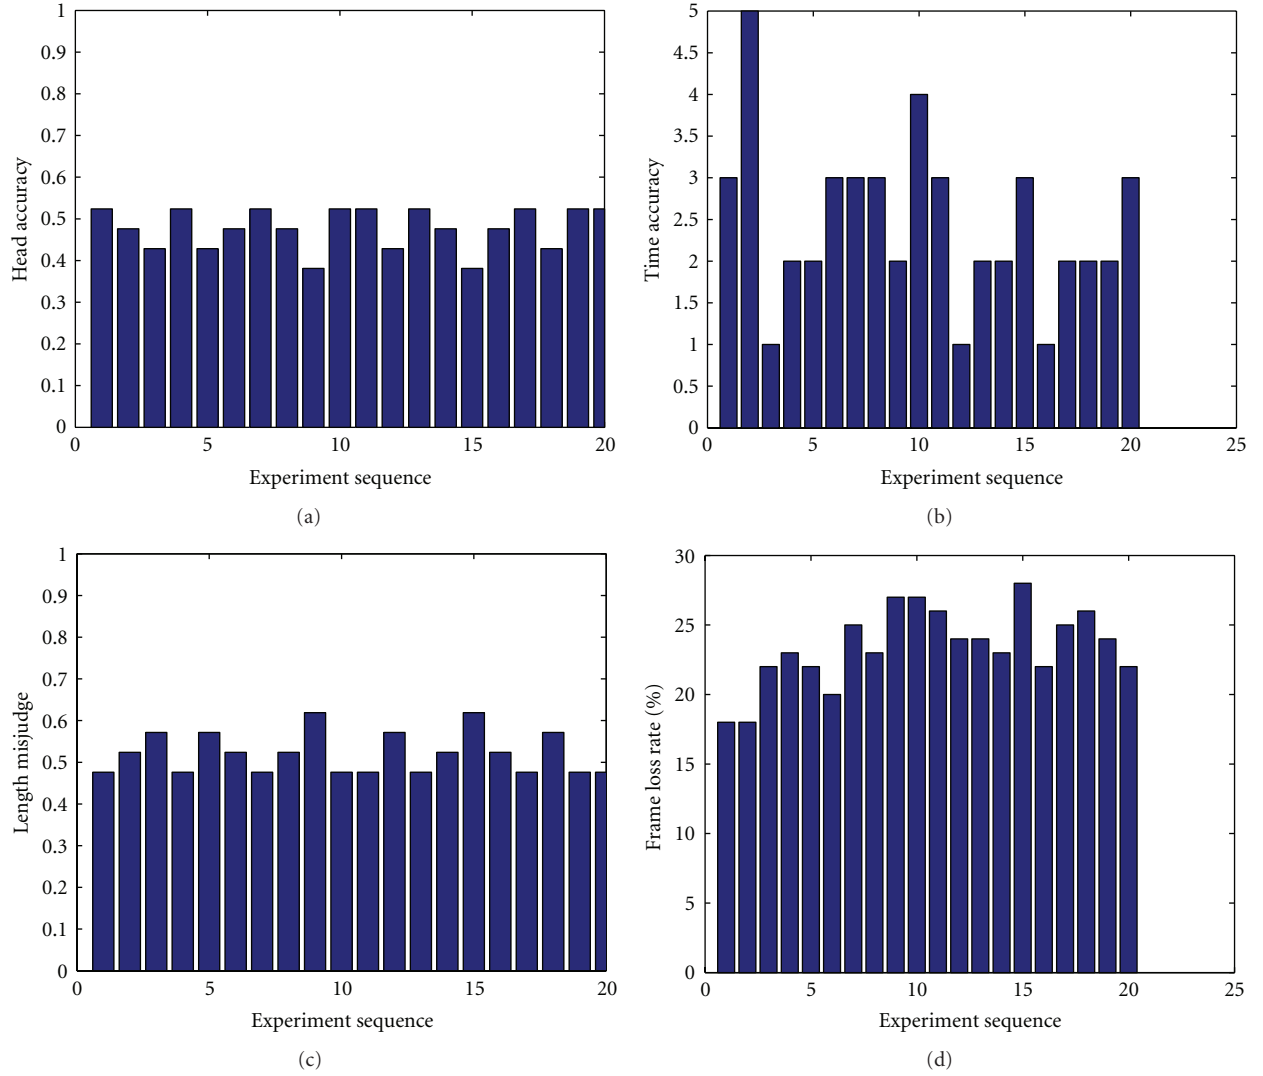 1
0.9
0.8
0.7
0.6
0.5
0.4
0.3
0.2
0.1
0
Head accuracy
0 5 10 15 20
Experiment sequence
(a)
5
4.5
4
3.5
3
2.5
2
1.5
1
0.5
0
Time accuracy
0 5 10 15 20 25
Experiment sequence
(b)
1
0.9
0.8
0.7
0.6
0.5
0.4
0.3
0.2
0.1
0
Length misjudge
0 5 10 15 20
Experiment sequence
(c)
30
25
20
15
10
5
0
Frame loss rate (%)
0 5 10 15 20 25
Experiment sequence
(d)